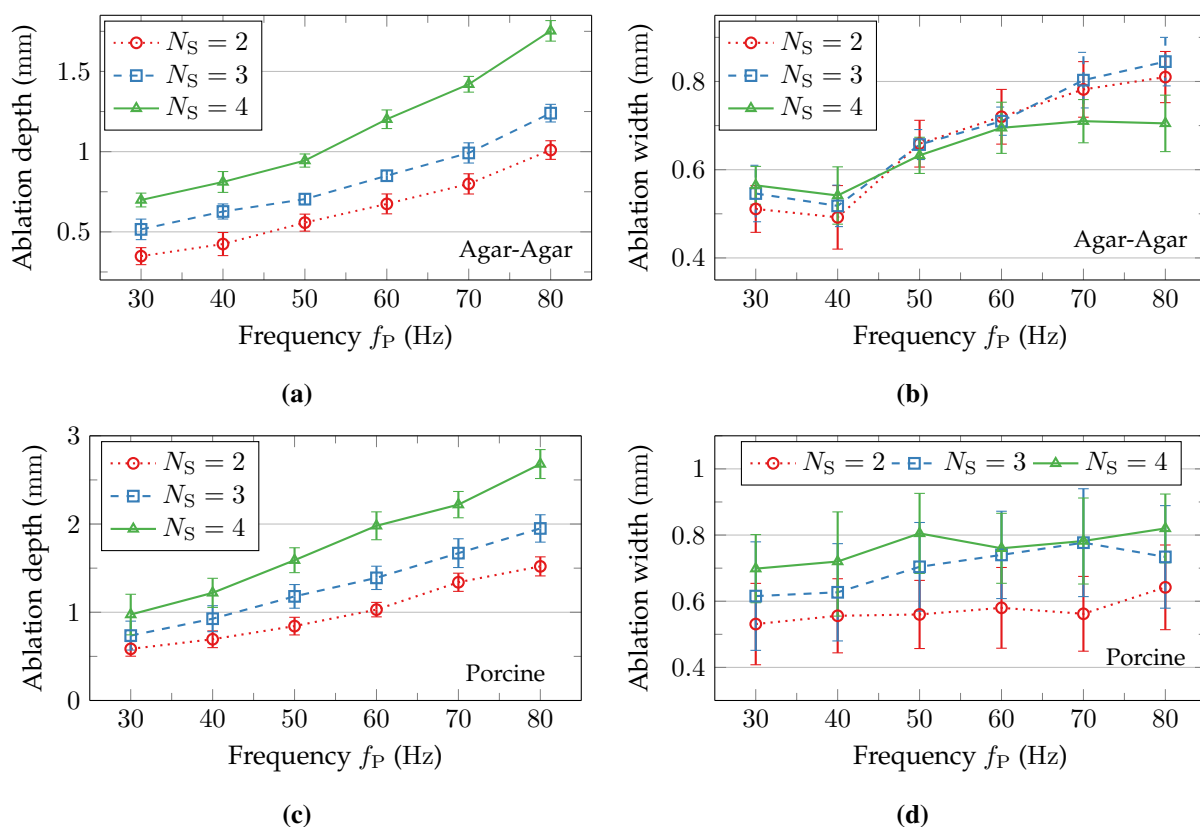 Ablation depth (mm)
1.5
1
0.5
N_S = 2
N_S = 3
N_S = 4
Agar-Agar
30 40 50 60 70 80
Frequency f_P (Hz)
(a)
Ablation width (mm)
0.8
0.6
0.4
N_S = 2
N_S = 3
N_S = 4
Agar-Agar
30 40 50 60 70 80
Frequency f_P (Hz)
(b)
Ablation depth (mm)
3
2
1
0
N_S = 2
N_S = 3
N_S = 4
Porcine
30 40 50 60 70 80
Frequency f_P (Hz)
(c)
Ablation width (mm)
1
0.8
0.6
0.4
N_S = 2 N_S = 3 N_S = 4
Porcine
30 40 50 60 70 80
Frequency f_P (Hz)
(d)